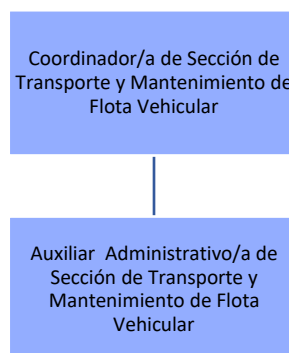 Coordinador/a de Sección de
Transporte y Mantenimiento de
Flota Vehicular
Auxiliar Administrativo/a de
Sección de Transporte y
Mantenimiento de Flota
Vehicular